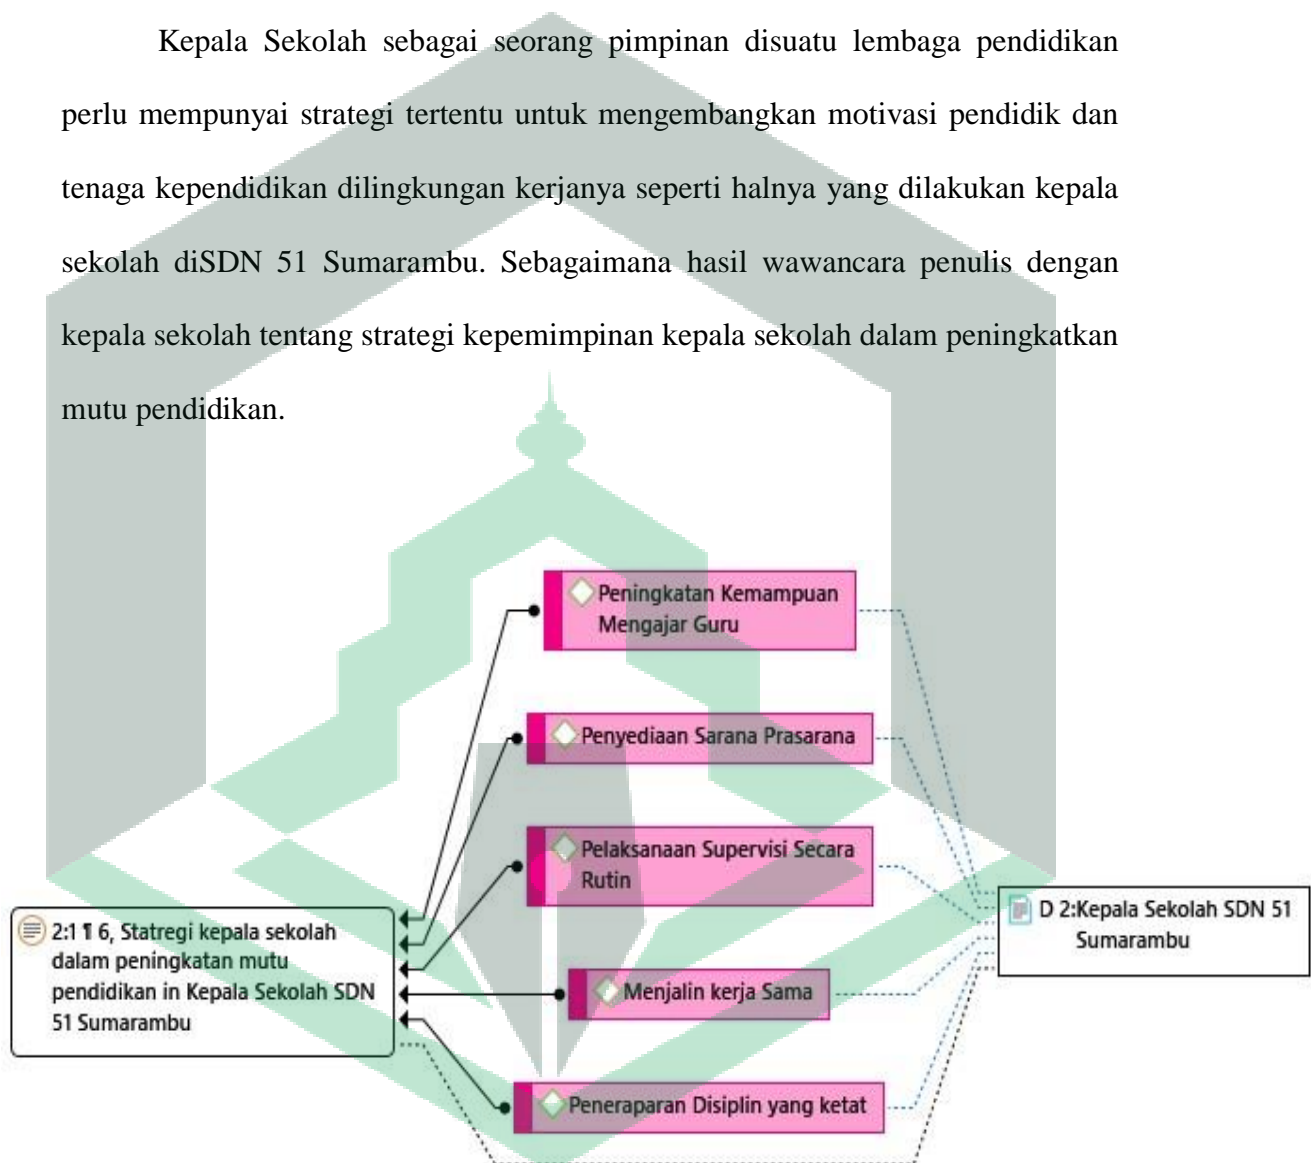 Kepala Sekolah sebagai seorang pimpinan disuatu lembaga pendidikan
perlu mempunyai strategi tertentu untuk mengembangkan motivasi pendidik dan
tenaga kependidikan dilingkungan kerjanya seperti halnya yang dilakukan kepala
sekolah diSDN 51 Sumarambu. Sebagaimana hasil wawancara penulis dengan
kepala sekolah tentang strategi kepemimpinan kepala sekolah dalam peningkatkan
mutu pendidikan.
Peningkatan Kemampuan
Mengajar Guru
Penyediaan Sarana Prasarana
Pelaksanaan Supervisi Secara
Rutin
2:1 ¶ 6, Statregi kepala sekolah
dalam peningkatan mutu
pendidikan in Kepala Sekolah SDN
51 Sumarambu
D 2:Kepala Sekolah SDN 51
Sumarambu
Menjalin kerja Sama
Peneraparan Disiplin yang ketat